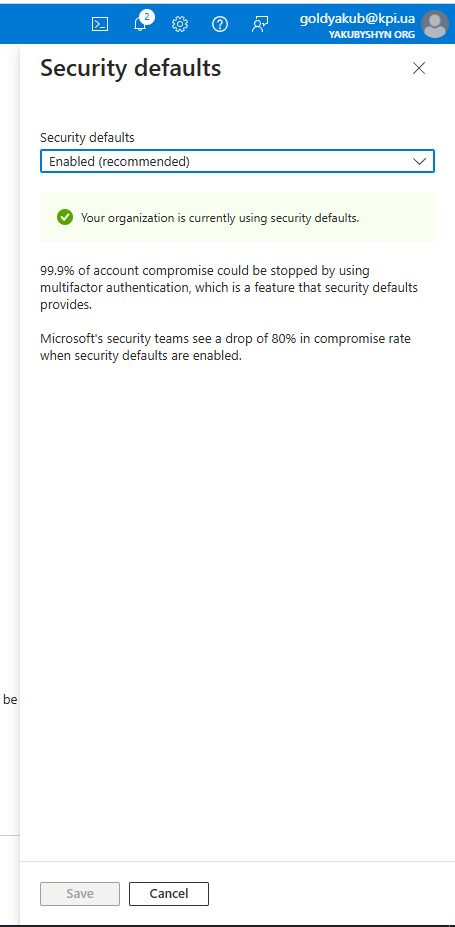 2
goldyakub@kpi.ua
YAKUBYSHYN ORG
Security defaults
Security defaults
Enabled (recommended)
Your organization is currently using security defaults.
99.9% of account compromise could be stopped by using
multifactor authentication, which is a feature that security defaults
provides.
Microsoft's security teams see a drop of 80% in compromise rate
when security defaults are enabled.
be
Save
Cancel